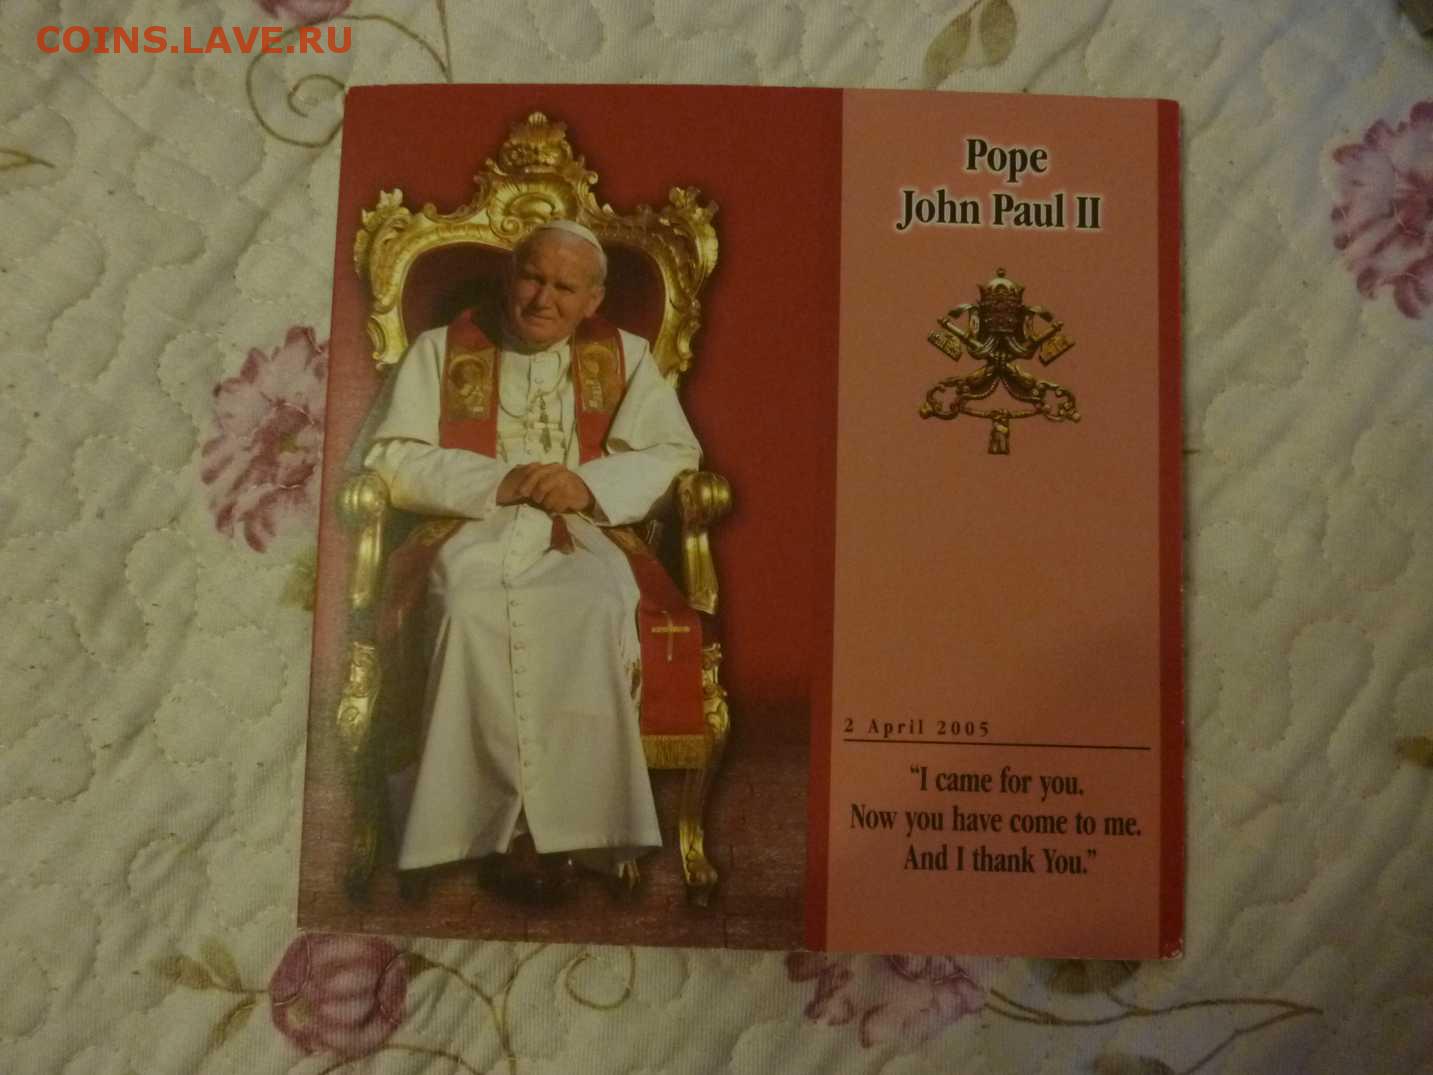 COINS.LAVE.RU
Pope
John Paul II
2 April 2005
“I came for you.
Now you have come to me.
And I thank You.”